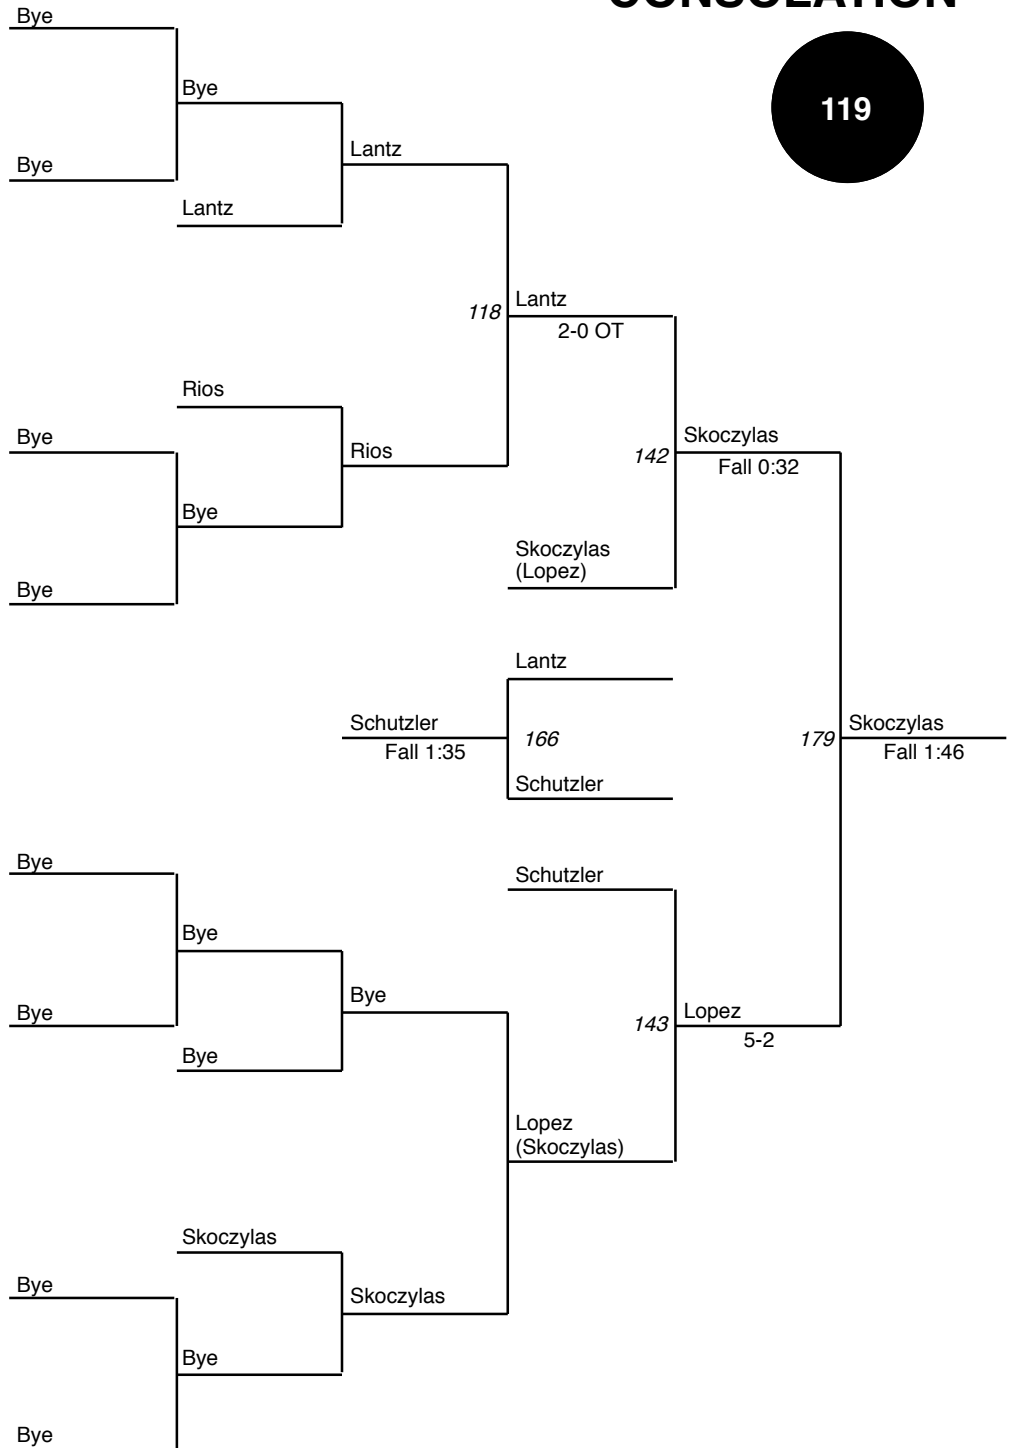 CONSOLATION
Bye
119
Bye
Lantz
Bye
Lantz
Lantz
118
2-0 OT
Rios
Bye
Skoczylas
Rios
142
Fall 0:32
Bye
Skoczylas
(Lopez)
Bye
Lantz
Schutzler
166
179
Skoczylas
Fall 1:35
Fall 1:46
Schutzler
Bye
Schutzler
Bye
Bye
Bye
143
Lopez
5-2
Bye
Lopez
(Skoczylas)
Skoczylas
Bye
Skoczylas
Bye
Bye